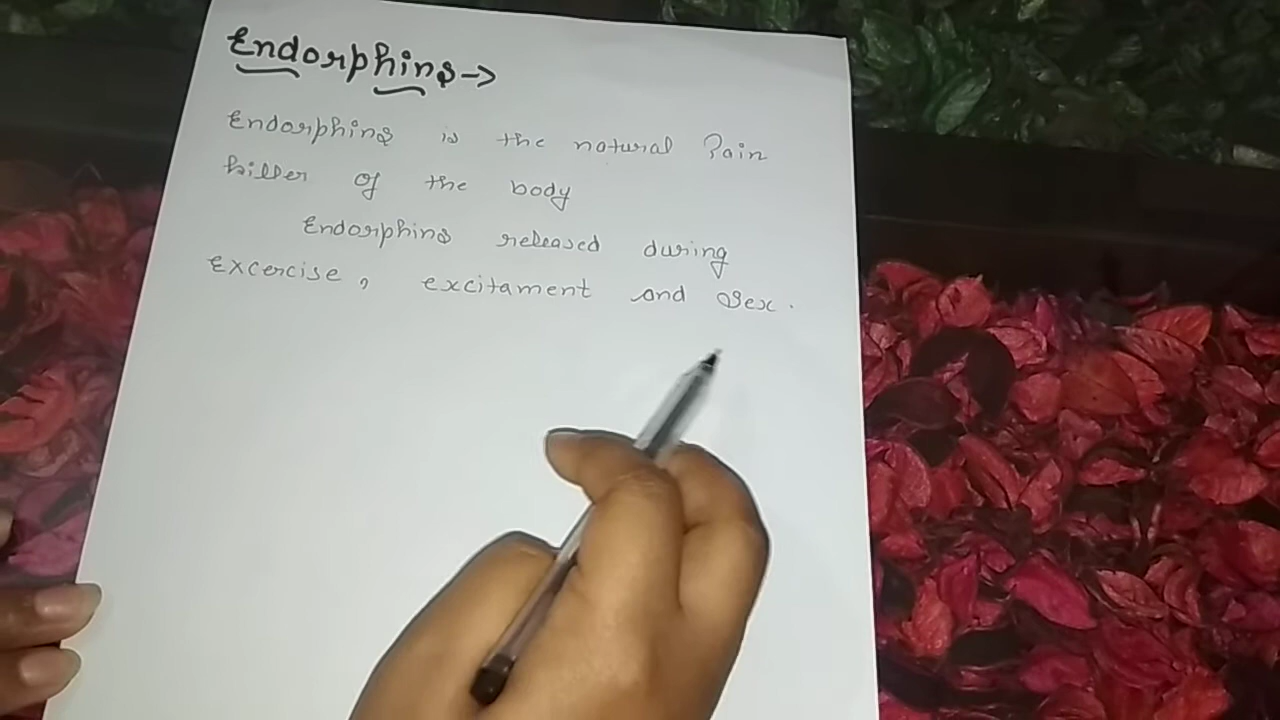 Endorphins->
Endorphins is the natural Pain
killer of the body
Endorphins released during
Excercise, excitament and Sex.